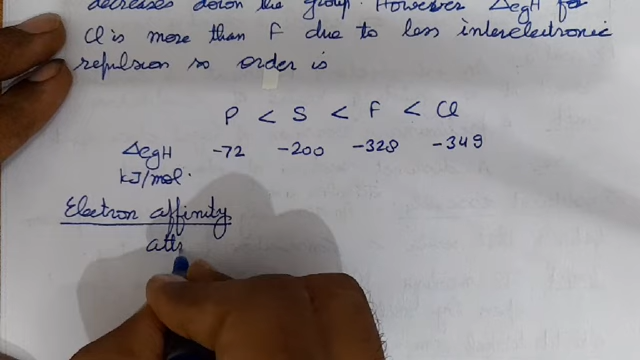 decreases down the group. However ΔegH for
Cl is more than F due to less interelectronic
repulsion so order is
P < S < F < Cl
ΔegH -72 -200 -328 -349
kJ/mol.
Electron affinity
att